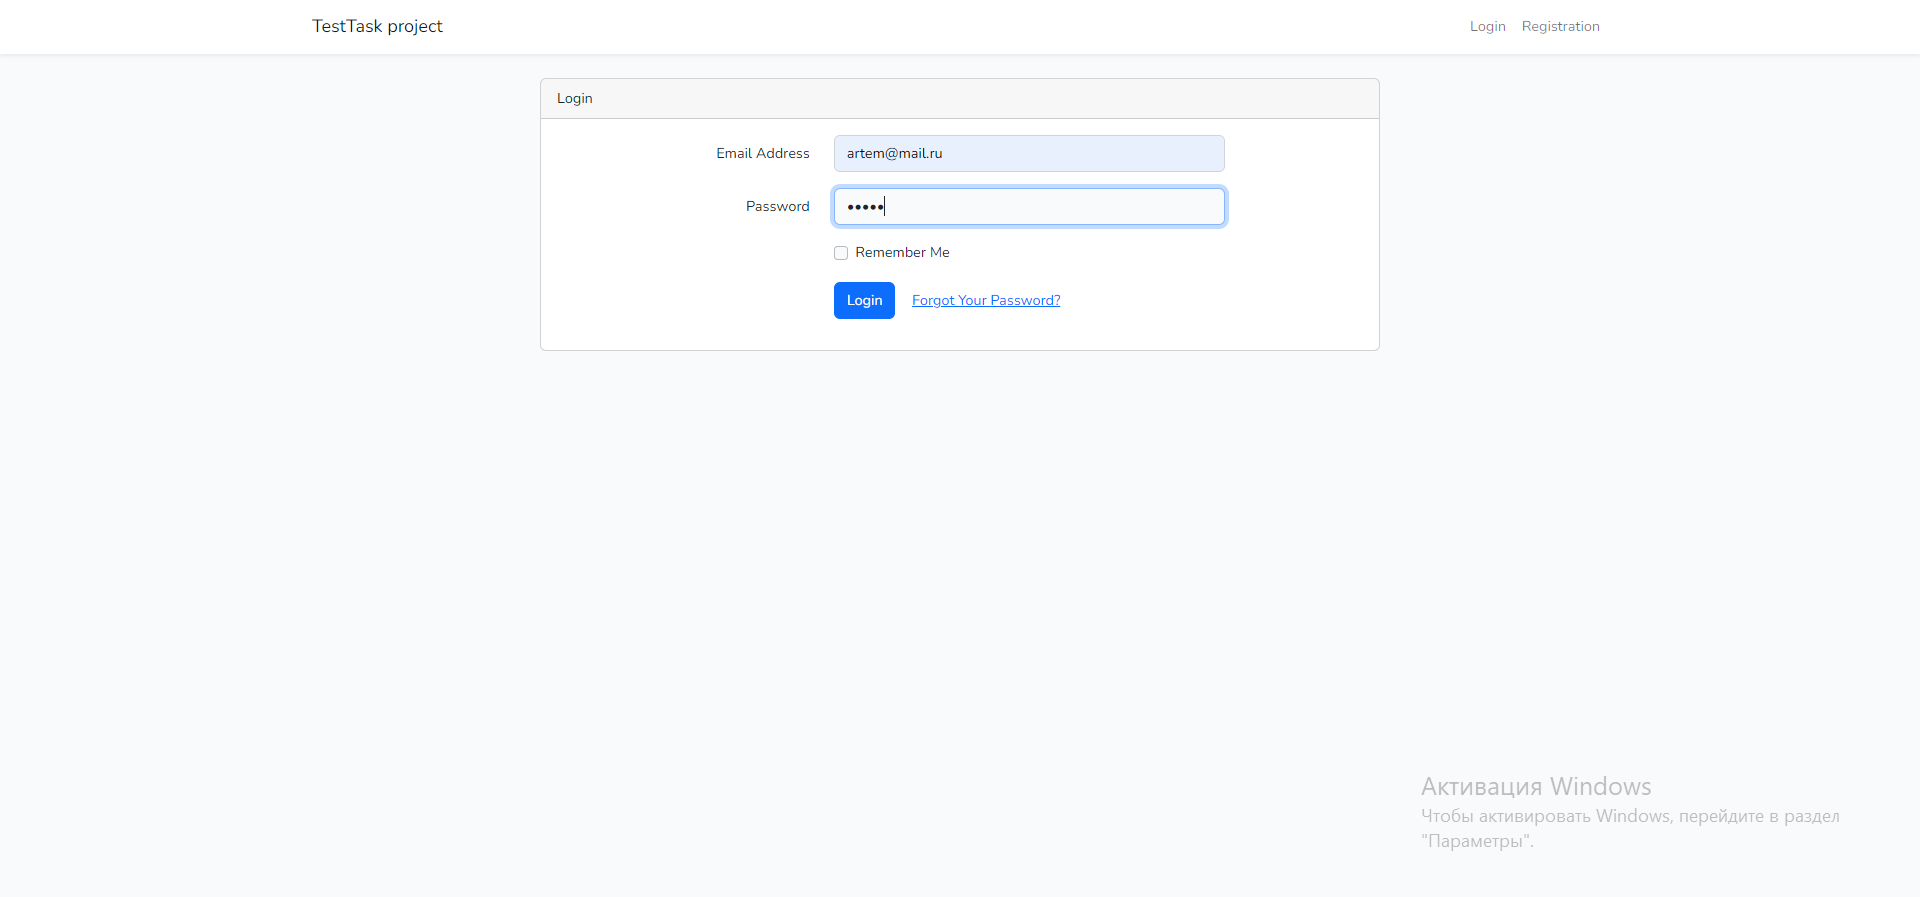 TestTask project
Login Registration
Login
Email Address artem@mail.ru
Password •••••
Remember Me
Login Forgot Your Password?
Активация Windows
Чтобы активировать Windows, перейдите в раздел
"Параметры".